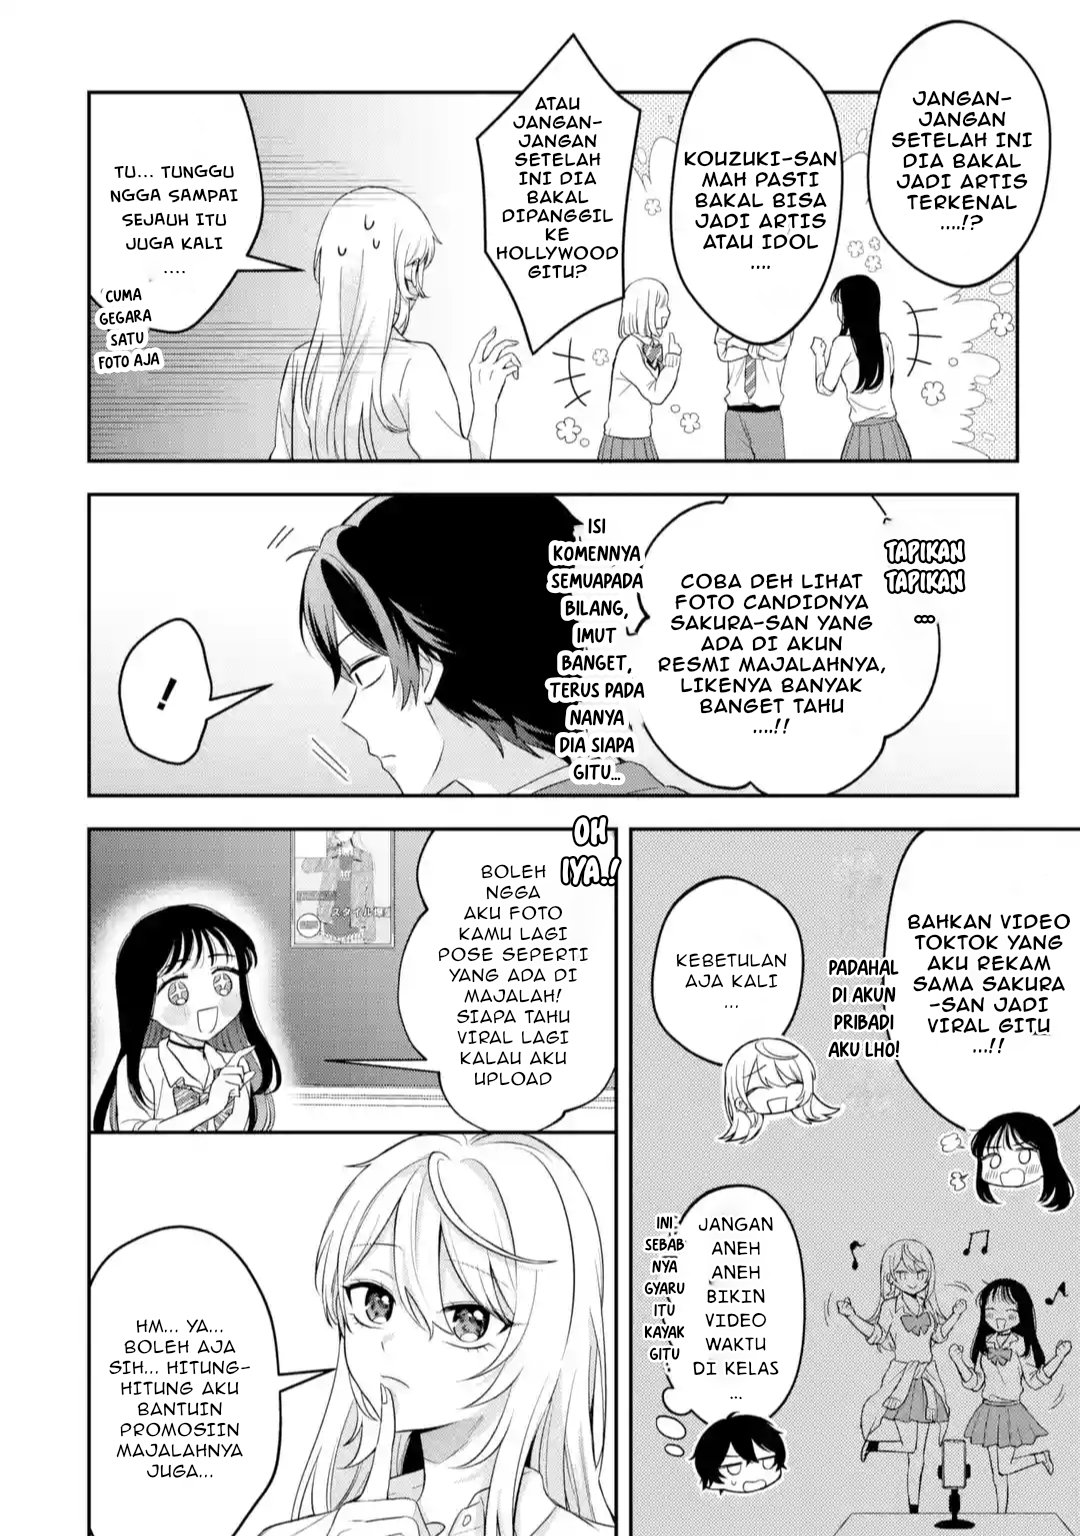 JANGAN-
JANGAN
SETELAH INI
DIA BAKAL
JADI ARTIS
TERKENAL
....!?
KOUZUKI-SAN
MAH PASTI
BAKAL BISA
JADI ARTIS
ATAU IDOL
....
ATAU
JANGAN-
JANGAN
SETELAH
INI DIA
BAKAL
DIPANGGIL
KE
HOLLYWOOD
GITU?
TU... TUNGGU
NGGA SAMPAI
SEJAUH ITU
JUGA KALI
....
CUMA
GEGARA
SATU
FOTO AJA
TAPIKAN
TAPIKAN
....
COBA DEH LIHAT
FOTO CANDIDNYA
SAKURA-SAN YANG
ADA DI AKUN
RESMI MAJALAHNYA,
LIKENYA BANYAK
BANGET TAHU
....!!
ISI
KOMENNYA
SEMUAPADA
BILANG,
IMUT
BANGET,
TERUS PADA
NANYA
DIA SIAPA
GITU...
!
BAHKAN VIDEO
TOKTOK YANG
AKU REKAM
SAMA SAKURA
-SAN JADI
VIRAL GITU
...!!
PADAHAL
DI AKUN
PRIBADI
AKU LHO!
KEBETULAN
AJA KALI
...
JANGAN
ANEH
ANEH
BIKIN
VIDEO
WAKTU
DI KELAS
...
INI
SEBAB
NYA
GYARU
ITU
KAYAK
GITU
OH
IYA.!
BOLEH
NGGA
AKU FOTO
KAMU LAGI
POSE SEPERTI
YANG ADA DI
MAJALAH!
SIAPA TAHU
VIRAL LAGI
KALAU AKU
UPLOAD
スタイル
HM... YA...
BOLEH AJA
SIH... HITUNG-
HITUNG AKU
BANTUIN
PROMOSIIN
MAJALAHNYA
JUGA...